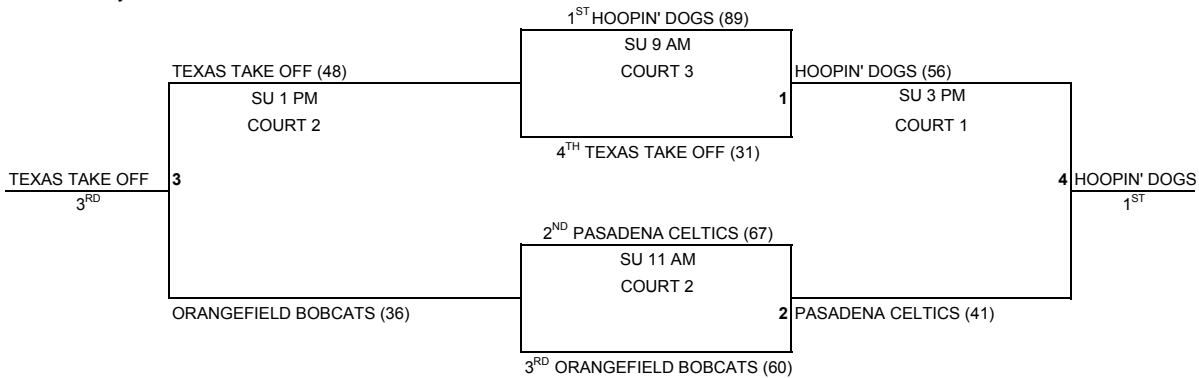 1ST HOOPIN' DOGS (89)
SU 9 AM
TEXAS TAKE OFF (48)
COURT 3
HOOPIN' DOGS (56)
SU 1 PM
1
SU 3 PM
COURT 2
COURT 1
4TH TEXAS TAKE OFF (31)
TEXAS TAKE OFF
3
4
HOOPIN' DOGS
3RD
1ST
2ND PASADENA CELTICS (67)
SU 11 AM
COURT 2
ORANGEFIELD BOBCATS (36)
2
PASADENA CELTICS (41)
3RD ORANGEFIELD BOBCATS (60)